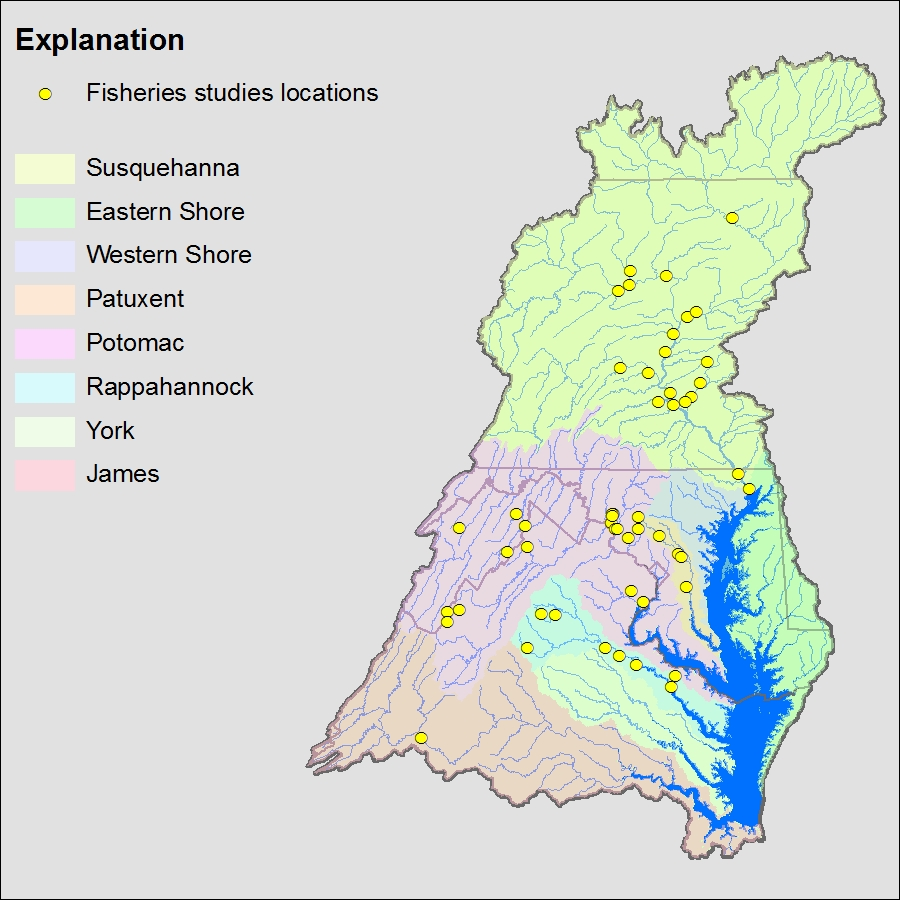 Explanation
Fisheries studies locations
Susquehanna
Eastern Shore
Western Shore
Patuxent
Potomac
Rappahannock
York
James